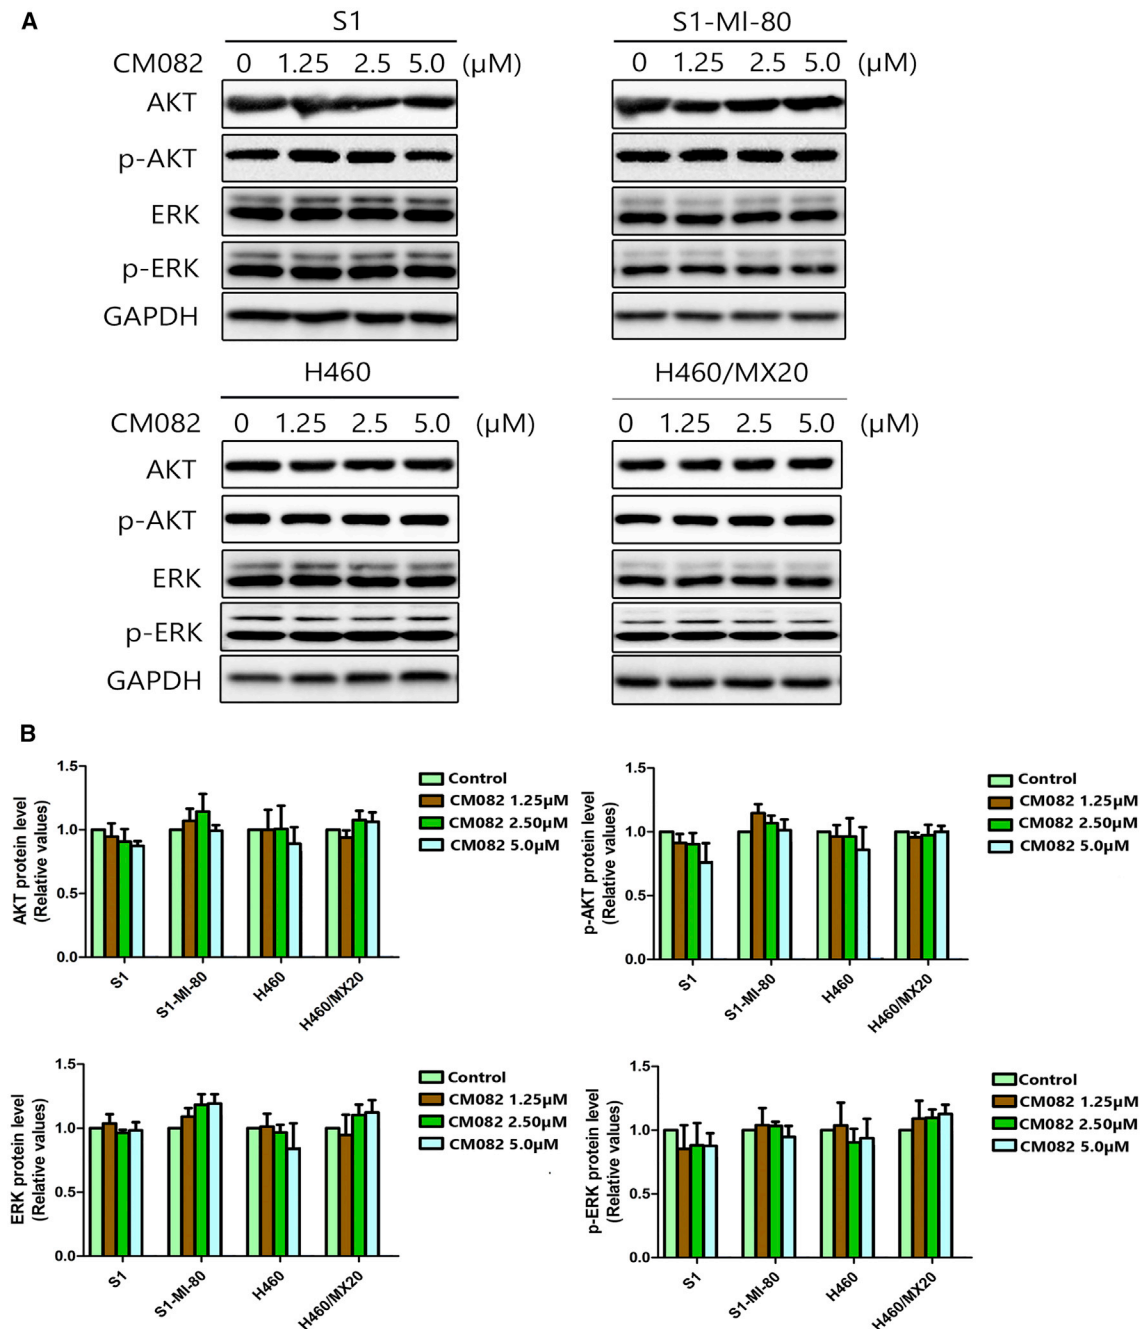 A
S1
S1-MI-80
CM082 0 1.25 2.5 5.0 (μM)
0 1.25 2.5 5.0 (μM)
AKT
p-AKT
ERK
p-ERK
GAPDH
H460
H460/MX20
CM082 0 1.25 2.5 5.0 (μM)
0 1.25 2.5 5.0 (μM)
AKT
p-AKT
ERK
p-ERK
GAPDH
B
AKT protein level
(Relative values)
1.5
1.0
0.5
0.0
S1
S1-MI-80
H460
H460/MX20
Control
CM082 1.25μM
CM082 2.50μM
CM082 5.0μM
p-AKT protein level
(Relative values)
1.5
1.0
0.5
0.0
S1
S1-MI-80
H460
H460/MX20
Control
CM082 1.25μM
CM082 2.50μM
CM082 5.0μM
ERK protein level
(Relative values)
1.5
1.0
0.5
0.0
S1
S1-MI-80
H460
H460/MX20
Control
CM082 1.25μM
CM082 2.50μM
CM082 5.0μM
p-ERK protein level
(Relative values)
1.5
1.0
0.5
0.0
S1
S1-MI-80
H460
H460/MX20
Control
CM082 1.25μM
CM082 2.50μM
CM082 5.0μM